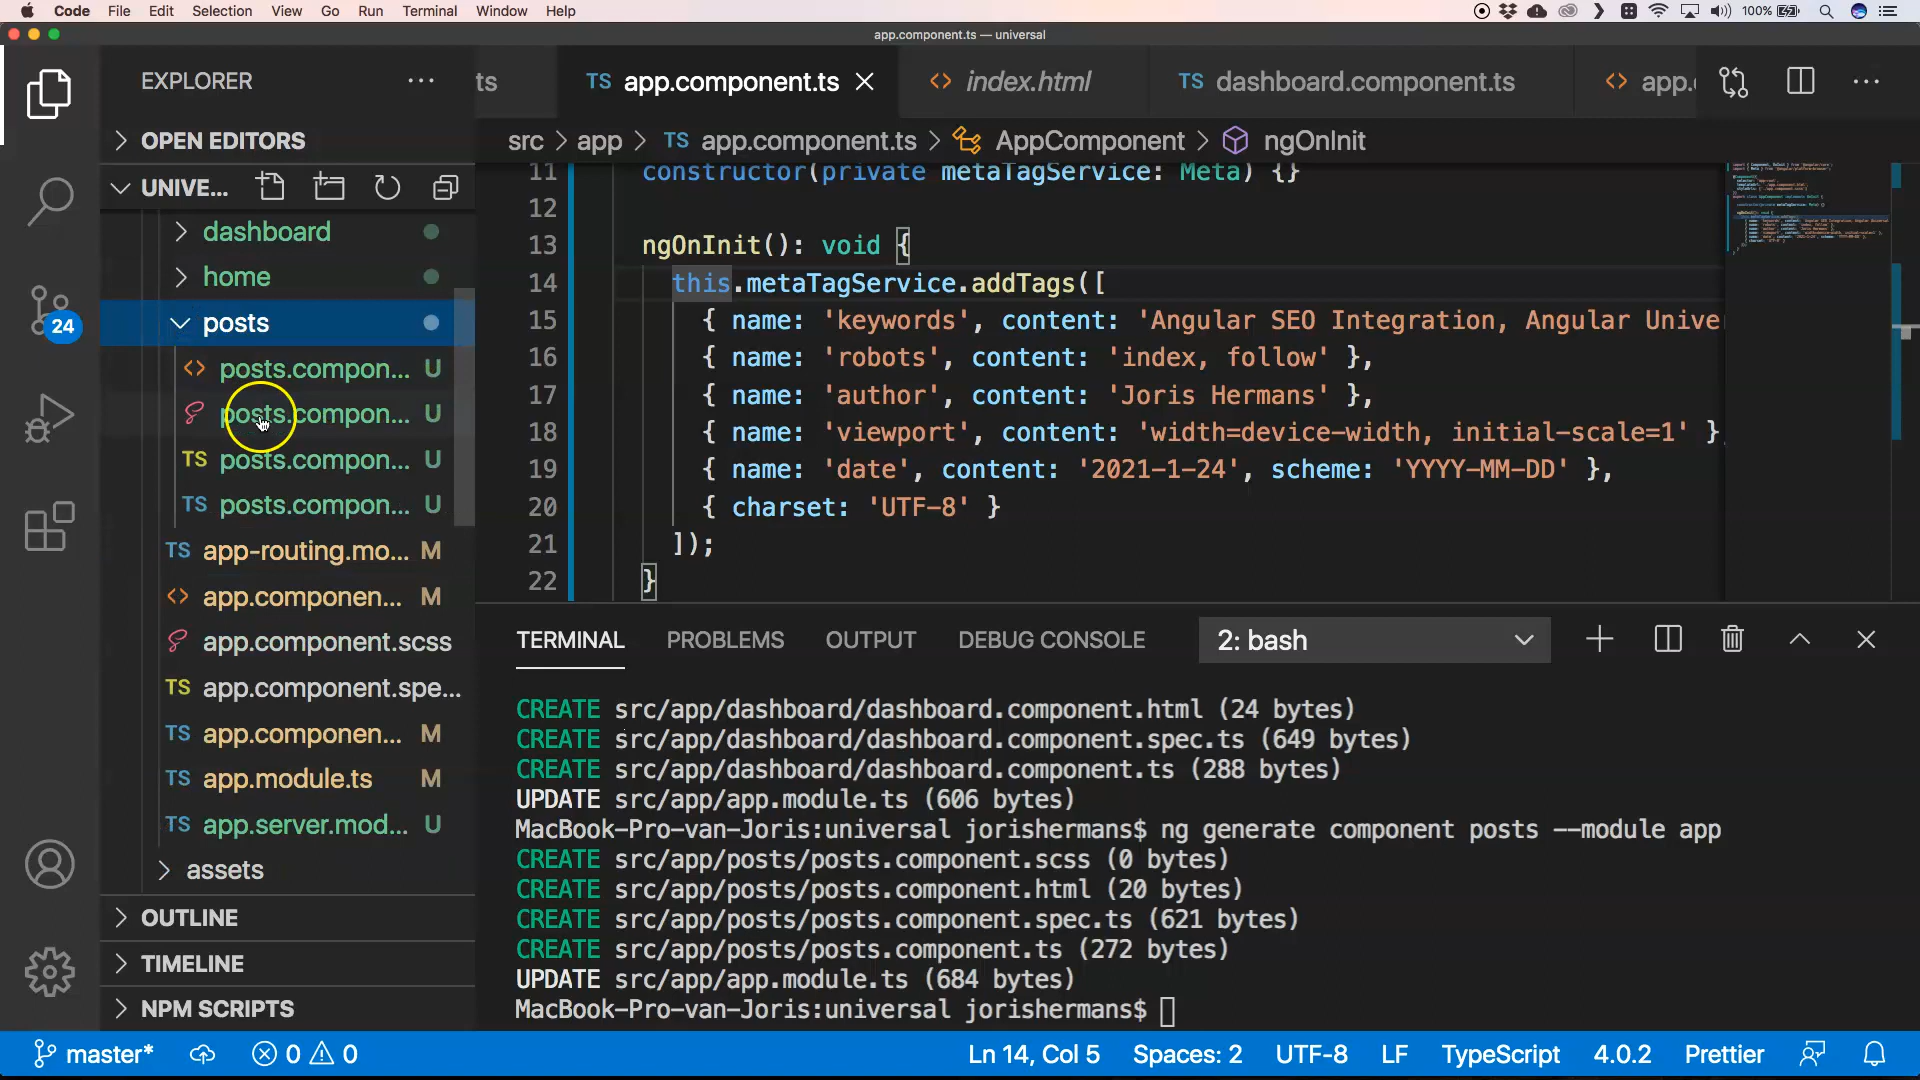 Code File Edit Selection View Go Run Terminal Window Help 100%
app.component.ts — universal
EXPLORER
OPEN EDITORS
UNIVE...
dashboard
home
posts
posts.compon... U
posts.compon... U
TS posts.compon... U
TS posts.compon... U
TS app-routing.mo... M
app.componen... M
app.component.scss
TS app.component.spe...
TS app.componen... M
TS app.module.ts M
TS app.server.mod... U
assets
OUTLINE
TIMELINE
NPM SCRIPTS
24
ts TS app.component.ts index.html TS dashboard.component.ts app.
src > app > TS app.component.ts > AppComponent > ngOnInit
11 constructor(private metaTagService: Meta) {}
12
13 ngOnInit(): void {
14 this.metaTagService.addTags([
15 { name: 'keywords', content: 'Angular SEO Integration, Angular Unive
16 { name: 'robots', content: 'index, follow' },
17 { name: 'author', content: 'Joris Hermans' },
18 { name: 'viewport', content: 'width=device-width, initial-scale=1' },
19 { name: 'date', content: '2021-1-24', scheme: 'YYYY-MM-DD' },
20 { charset: 'UTF-8' }
21 ]);
22 }
TERMINAL PROBLEMS OUTPUT DEBUG CONSOLE 2: bash
CREATE src/app/dashboard/dashboard.component.html (24 bytes)
CREATE src/app/dashboard/dashboard.component.spec.ts (649 bytes)
CREATE src/app/dashboard/dashboard.component.ts (288 bytes)
UPDATE src/app/app.module.ts (606 bytes)
MacBook-Pro-van-Joris:universal jorishermans$ ng generate component posts --module app
CREATE src/app/posts/posts.component.scss (0 bytes)
CREATE src/app/posts/posts.component.html (20 bytes)
CREATE src/app/posts/posts.component.spec.ts (621 bytes)
CREATE src/app/posts/posts.component.ts (272 bytes)
UPDATE src/app/app.module.ts (684 bytes)
MacBook-Pro-van-Joris:universal jorishermans$
master* 0 0 Ln 14, Col 5 Spaces: 2 UTF-8 LF TypeScript 4.0.2 Prettier